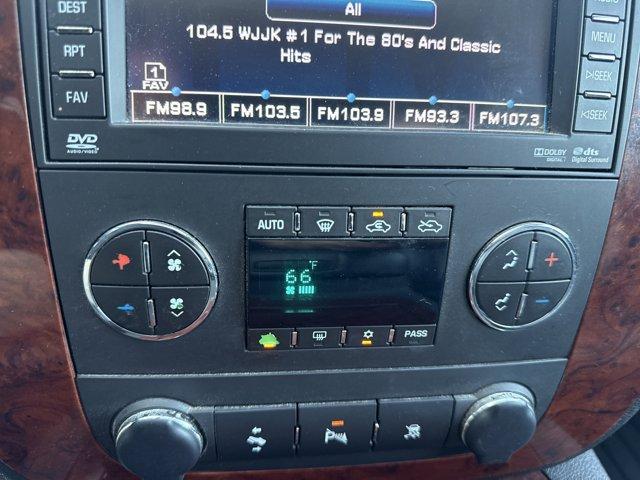 DEST
RPT
FAV
All
104.5 WJJK #1 For The 80's And Classic
Hits
1
FAV
FM98.9 FM103.5 FM103.9 FM93.3 FM107.3
MENU
SEEK
SEEK
DVD
AUDIO/VIDEO
DOLBY
DIGITAL
dts
Digital Surround
AUTO
66°F
PASS